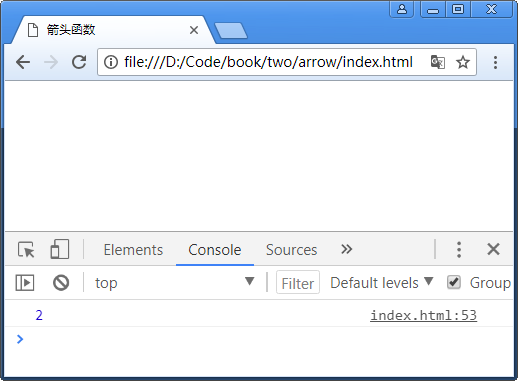 箭头函数
file:///D:/Code/book/two/arrow/index.html
Elements Console Sources
top Filter Default levels Group
2 index.html:53